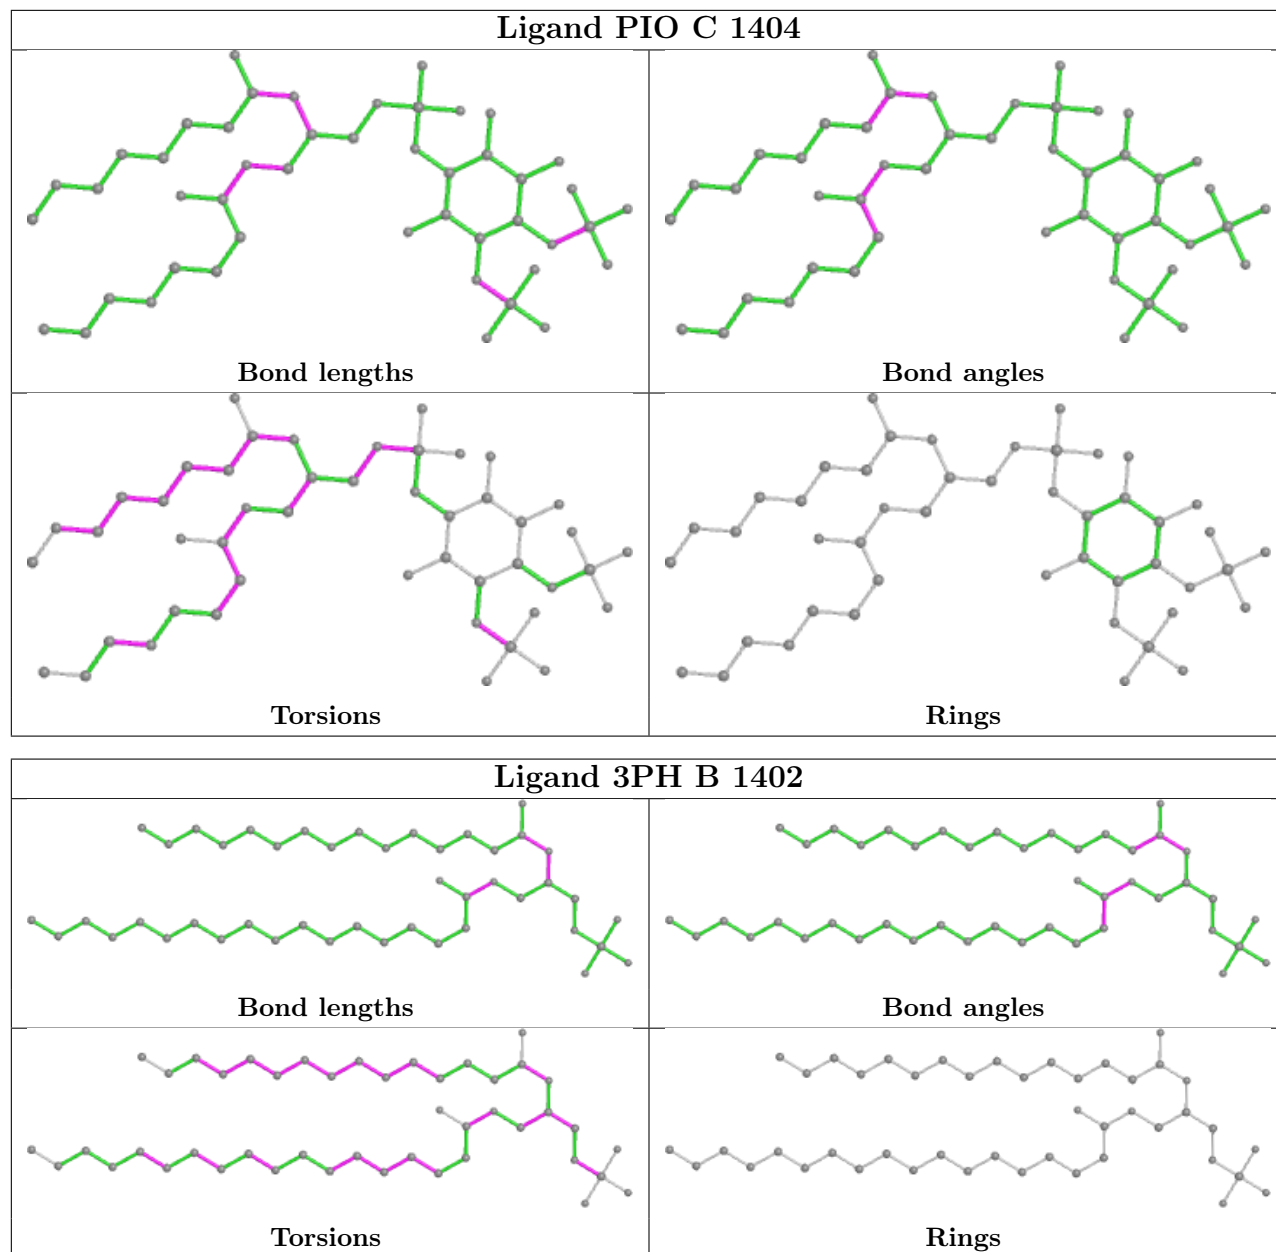 Ligand PIO C 1404
Bond lengths
Bond angles
Torsions
Rings
Ligand 3PH B 1402
Bond lengths
Bond angles
Torsions
Rings